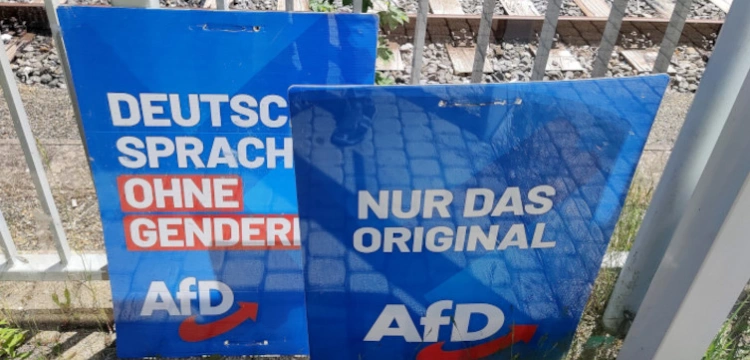 DEUTSC
SPRACH
OHNE
GENDERI
AfD
NUR DAS
ORIGINAL
AfD